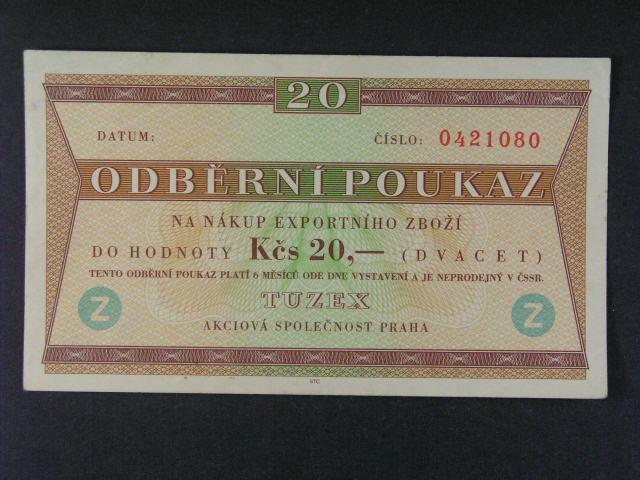 20
DATUM: ČÍSLO: 0421080
ODBĚRNÍ POUKAZ
NA NÁKUP EXPORTNÍHO ZBOŽÍ
DO HODNOTY Kčs 20,— (DVACET)
TENTO ODBĚRNÍ POUKAZ PLATÍ 6 MĚSÍCŮ ODE DNE VYSTAVENÍ A JE NEPRODEJNÝ V ČSSR.
Z TUZEX Z
AKCIOVÁ SPOLEČNOST PRAHA
STC